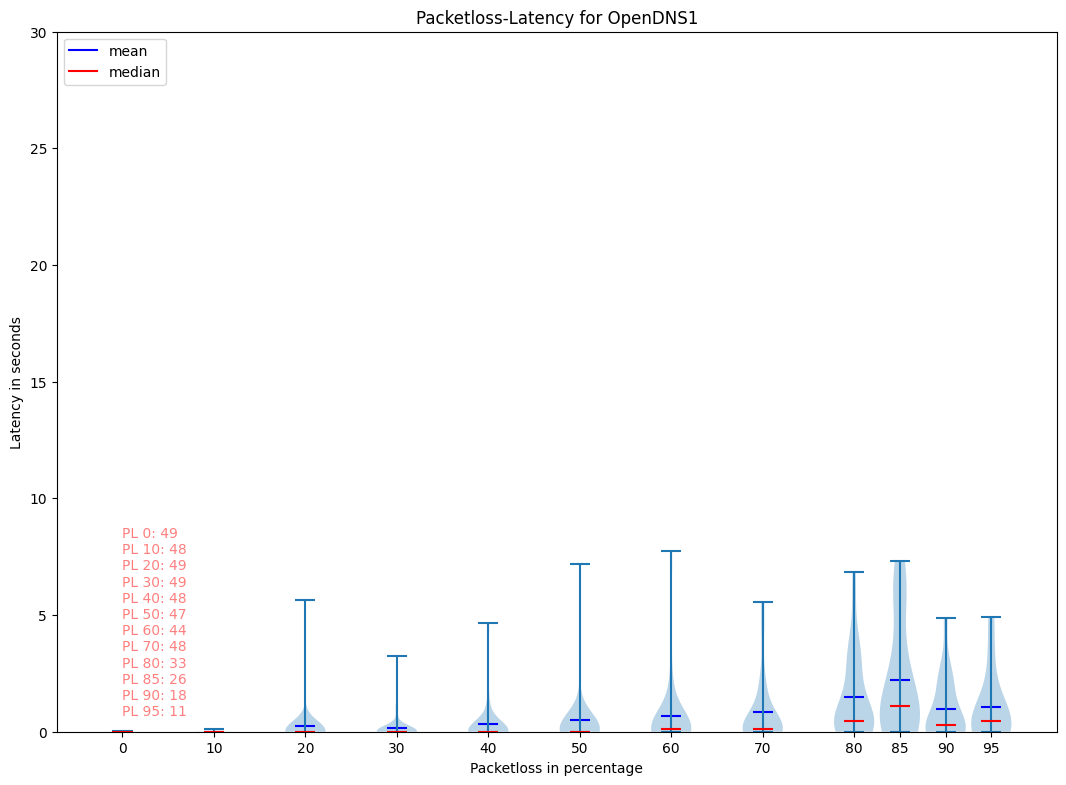 Packetloss-Latency for OpenDNS1
mean
median
30
25
20
15
10
5
0
Latency in seconds
PL 0: 49
PL 10: 48
PL 20: 49
PL 30: 49
PL 40: 48
PL 50: 47
PL 60: 44
PL 70: 48
PL 80: 33
PL 85: 26
PL 90: 18
PL 95: 11
0 10 20 30 40 50 60 70 80 85 90 95
Packetloss in percentage